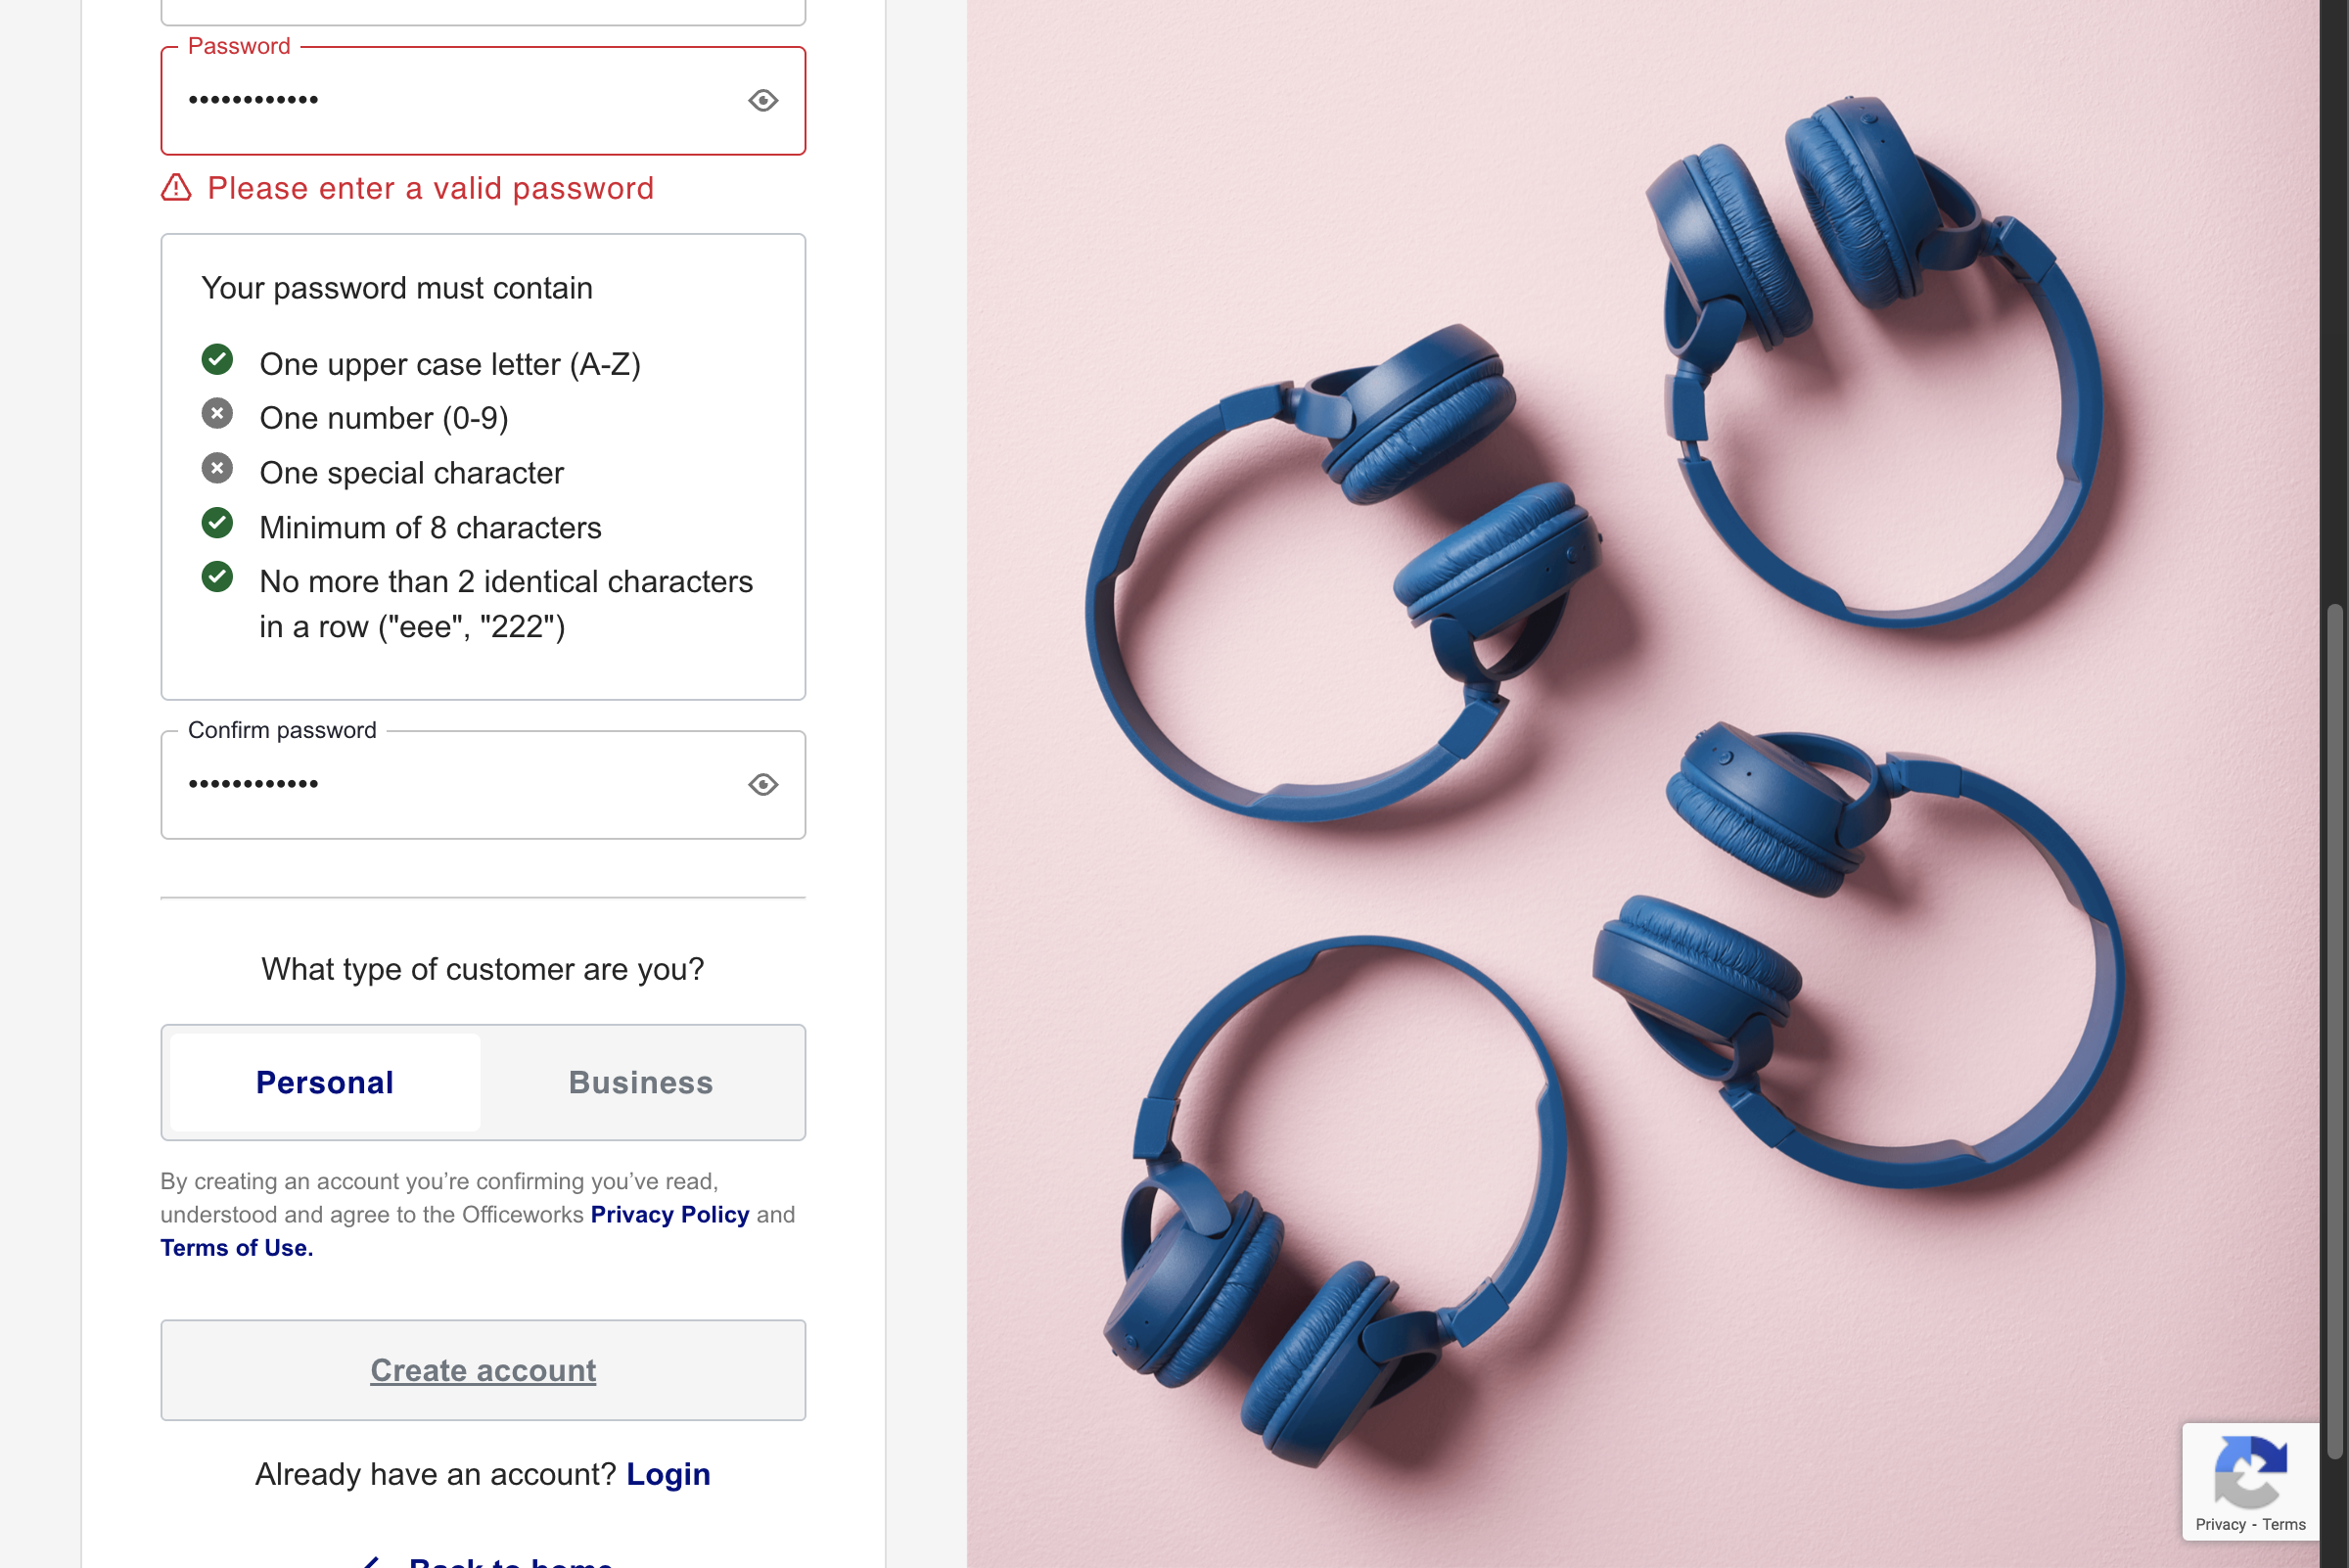 Password
••••••••••••
Please enter a valid password
Your password must contain
One upper case letter (A-Z)
One number (0-9)
One special character
Minimum of 8 characters
No more than 2 identical characters
in a row ("eee", "222")
Confirm password
••••••••••••
What type of customer are you?
Personal
Business
By creating an account you’re confirming you’ve read,
understood and agree to the Officeworks Privacy Policy and
Terms of Use.
Create account
Already have an account? Login
Back to home
Privacy - Terms